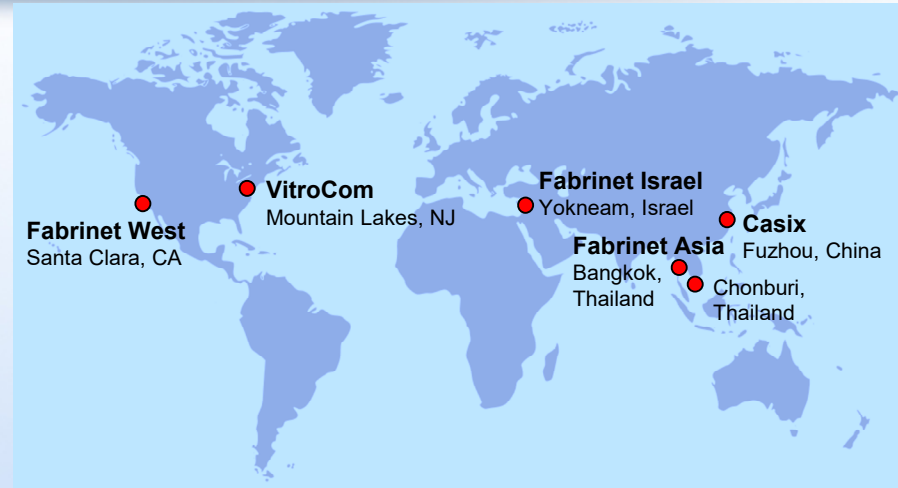 VitroCom
Mountain Lakes, NJ
Fabrinet West
Santa Clara, CA
Fabrinet Israel
Yokneam, Israel
Casix
Fuzhou, China
Fabrinet Asia
Bangkok,
Thailand
Chonburi,
Thailand